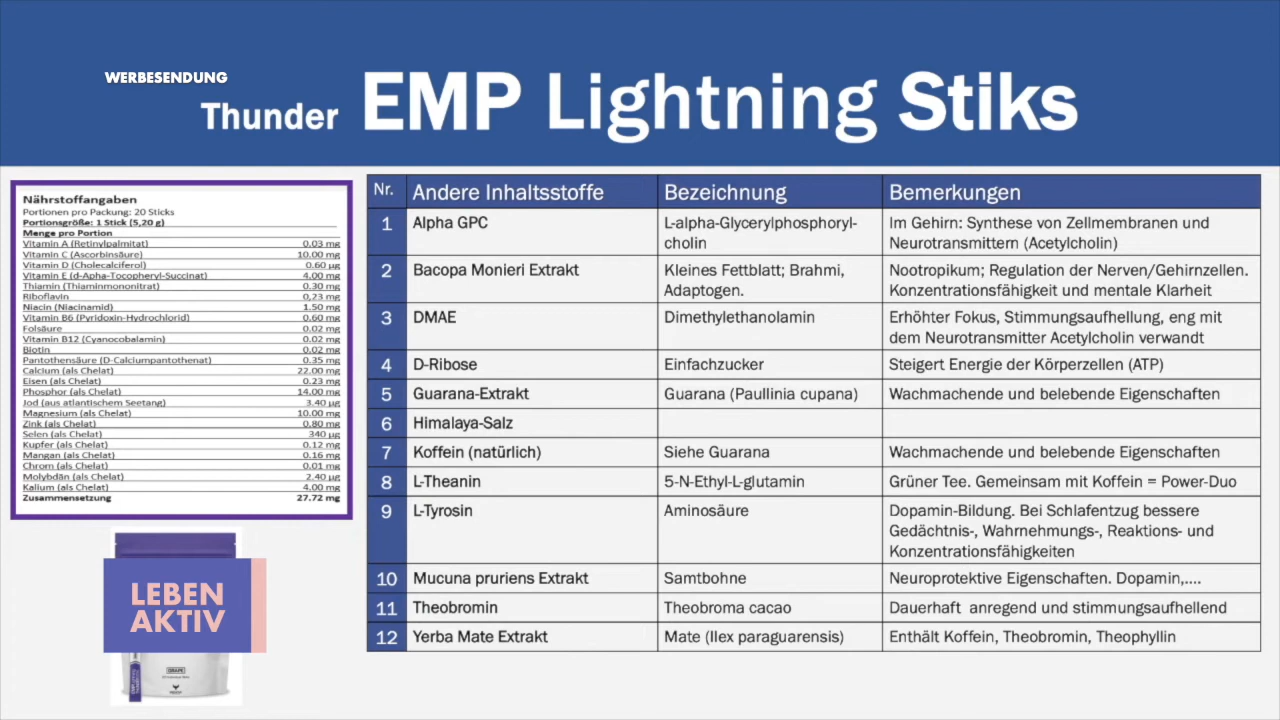 WERBESENDUNG
Thunder EMP Lightning Stiks
Nährstoffangaben
Portionen pro Packung: 20 Sticks
Portionsgröße: 1 Stick (5,20 g)
Menge pro Portion
Vitamin A (Retinylpalmitat) 0.03 mg
Vitamin C (Ascorbinsäure) 10.00 mg
Vitamin D (Cholecalciferol) 0.60 µg
Vitamin E (d-Apha-Tocopheryl-Succinat) 4.00 mg
Thiamin (Thiaminmononitrat) 0.30 mg
Riboflavin 0,23 mg
Niacin (Niacinamid) 1.50 mg
Vitamin B6 (Pyridoxin-Hydrochlorid) 0.60 mg
Folsäure 0.02 mg
Vitamin B12 (Cyanocobalamin) 0.02 mg
Biotin 0.02 mg
Pantothensäure (D-Calciumpantothenat) 0.35 mg
Calcium (als Chelat) 22.00 mg
Eisen (als Chelat) 0.23 mg
Phosphor (als Chelat) 14.00 mg
Jod (aus atlantischem Seetang) 3.40 µg
Magnesium (als Chelat) 10.00 mg
Zink (als Chelat) 0,80 mg
Selen (als Chelat) 340 µg
Kupfer (als Chelat) 0.12 mg
Mangan (als Chelat) 0.16 mg
Chrom (als Chelat) 0.01 mg
Molybdän (als Chelat) 2.40 µg
Kalium (als Chelat) 4.00 mg
Zusammensetzung 27.72 mg
Nr. Andere Inhaltsstoffe Bezeichnung Bemerkungen
1 Alpha GPC L-alpha-Glycerylphosphoryl- Im Gehirn: Synthese von Zellmembranen und
cholin Neurotransmittern (Acetylcholin)
2 Bacopa Monieri Extrakt Kleines Fettblatt; Brahmi, Nootropikum; Regulation der Nerven/Gehirnzellen.
Adaptogen. Konzentrationsfähigkeit und mentale Klarheit
3 DMAE Dimethylethanolamin Erhöhter Fokus, Stimmungsaufhellung, eng mit
dem Neurotransmitter Acetylcholin verwandt
4 D-Ribose Einfachzucker Steigert Energie der Körperzellen (ATP)
5 Guarana-Extrakt Guarana (Paullinia cupana) Wachmachende und belebende Eigenschaften
6 Himalaya-Salz
7 Koffein (natürlich) Siehe Guarana Wachmachende und belebende Eigenschaften
8 L-Theanin 5-N-Ethyl-L-glutamin Grüner Tee. Gemeinsam mit Koffein = Power-Duo
9 L-Tyrosin Aminosäure Dopamin-Bildung. Bei Schlafentzug bessere
Gedächtnis-, Wahrnehmungs-, Reaktions- und
Konzentrationsfähigkeiten
10 Mucuna pruriens Extrakt Samtbohne Neuroprotektive Eigenschaften. Dopamin,....
11 Theobromin Theobroma cacao Dauerhaft anregend und stimmungsaufhellend
12 Yerba Mate Extrakt Mate (Ilex paraguarensis) Enthält Koffein, Theobromin, Theophyllin
LEBEN
AKTIV
GRAPE